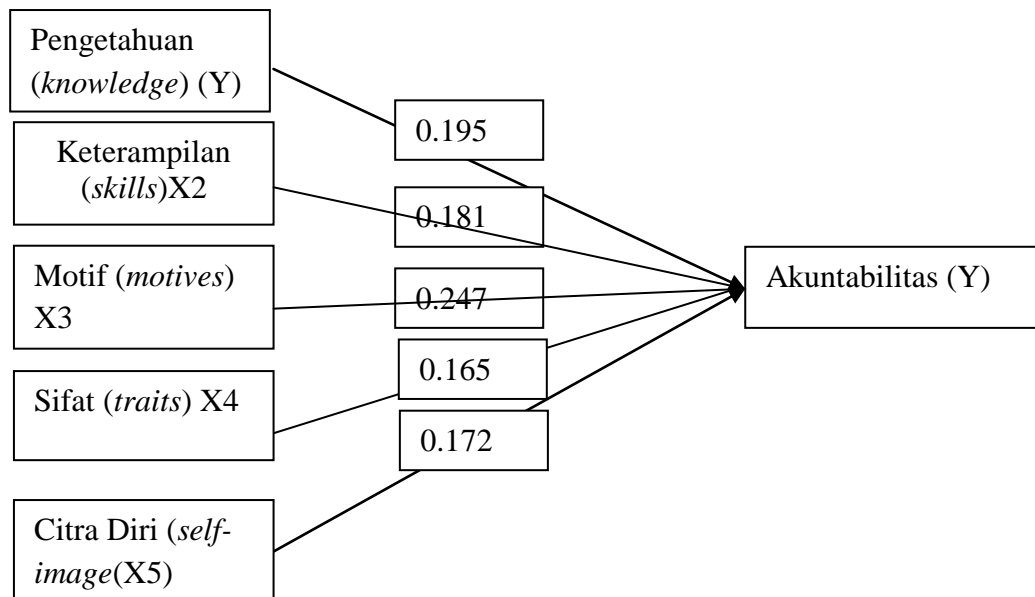 Pengetahuan
(knowledge) (Y)
0.195
Keterampilan
(skills)X2
0.181
Motif (motives)
X3
0.247
Akuntabilitas (Y)
Sifat (traits) X4
0.165
0.172
Citra Diri (self-
image(X5)